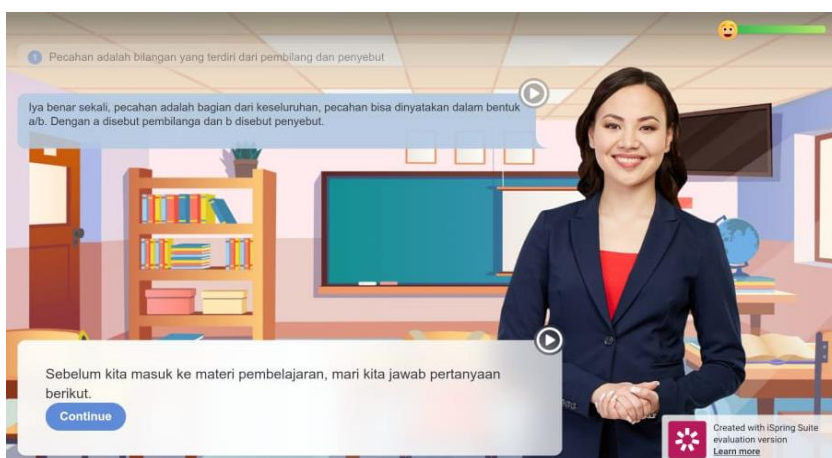 1 Pecahan adalah bilangan yang terdiri dari pembilang dan penyebut
Iya benar sekali, pecahan adalah bagian dari keseluruhan, pecahan bisa dinyatakan dalam bentuk
a/b. Dengan a disebut pembilanga dan b disebut penyebut.
Sebelum kita masuk ke materi pembelajaran, mari kita jawab pertanyaan
berikut.
Continue
Created with iSpring Suite
evaluation version
Learn more